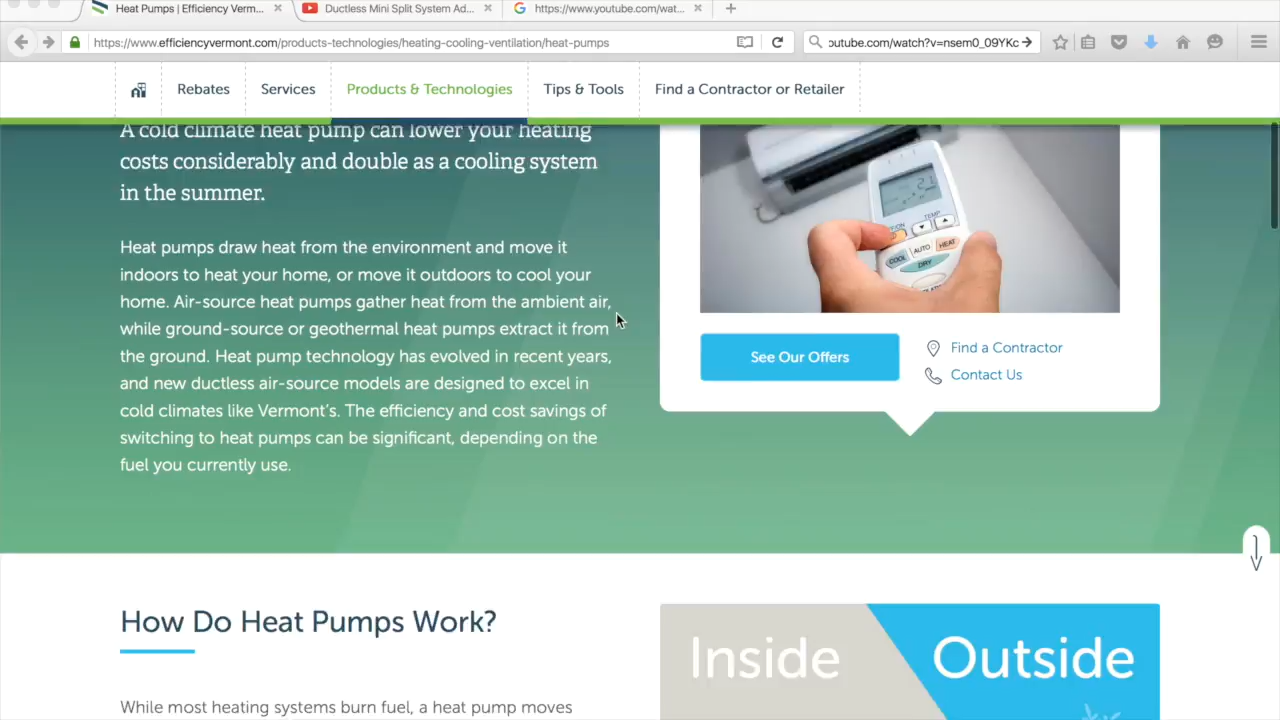 Heat Pumps | Efficiency Verm...
Ductless Mini Split System Ad...
https://www.youtube.com/wat...
https://www.efficiencyvermont.com/products-technologies/heating-cooling-ventilation/heat-pumps
outube.com/watch?v=nsem0_09YKc
Rebates
Services
Products & Technologies
Tips & Tools
Find a Contractor or Retailer
A cold climate heat pump can lower your heating
costs considerably and double as a cooling system
in the summer.
Heat pumps draw heat from the environment and move it
indoors to heat your home, or move it outdoors to cool your
home. Air-source heat pumps gather heat from the ambient air,
while ground-source or geothermal heat pumps extract it from
the ground. Heat pump technology has evolved in recent years,
and new ductless air-source models are designed to excel in
cold climates like Vermont's. The efficiency and cost savings of
switching to heat pumps can be significant, depending on the
fuel you currently use.
21
TEMP
AUTO
HEAT
COOL
DRY
See Our Offers
Find a Contractor
Contact Us
How Do Heat Pumps Work?
While most heating systems burn fuel, a heat pump moves
Inside
Outside